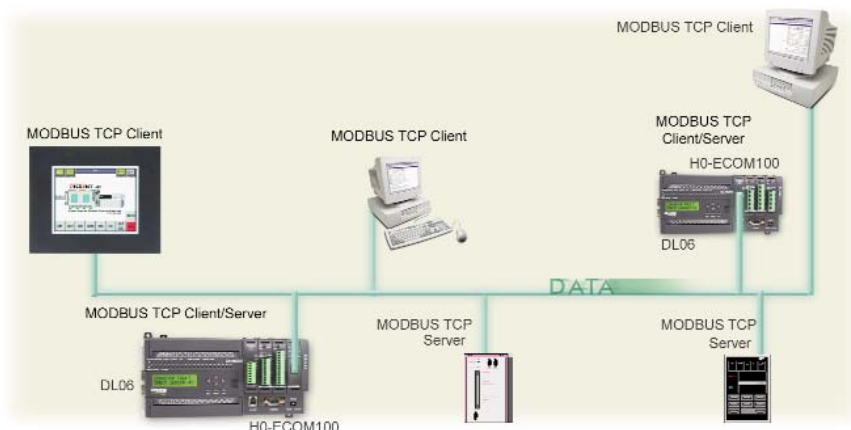 MODBUS TCP Client
MODBUS TCP Client
MODBUS TCP Client
MODBUS TCP
Client/Server
H0-ECOM100
DL06
DATA
MODBUS TCP Client/Server
DL06
H0-ECOM100
MODBUS TCP
Server
MODBUS TCP
Server